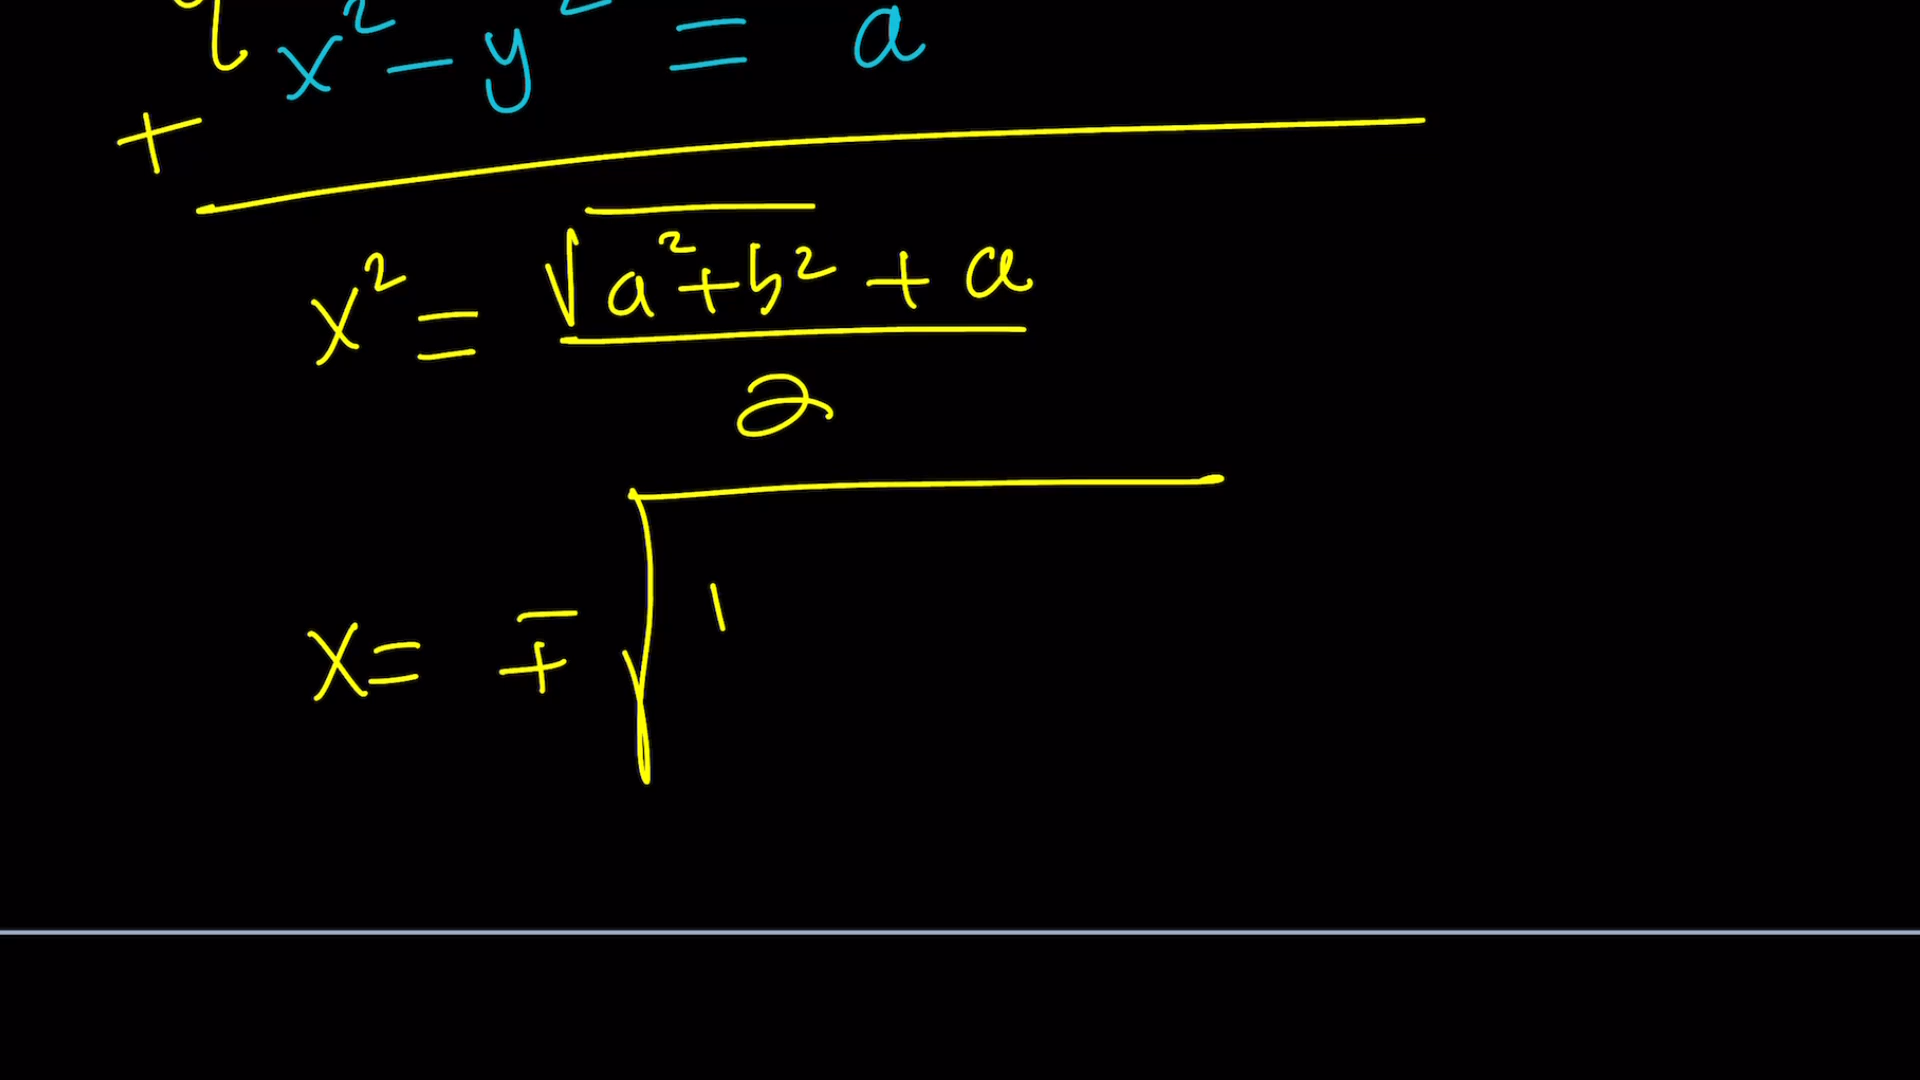 { x² - y² = a
+
x² = (√(a²+b²) + a) / 2
x = ∓ √